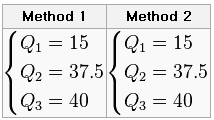 Method 1 Method 2
Q₁ = 15 Q₁ = 15
Q₂ = 37.5 Q₂ = 37.5
Q₃ = 40 Q₃ = 40